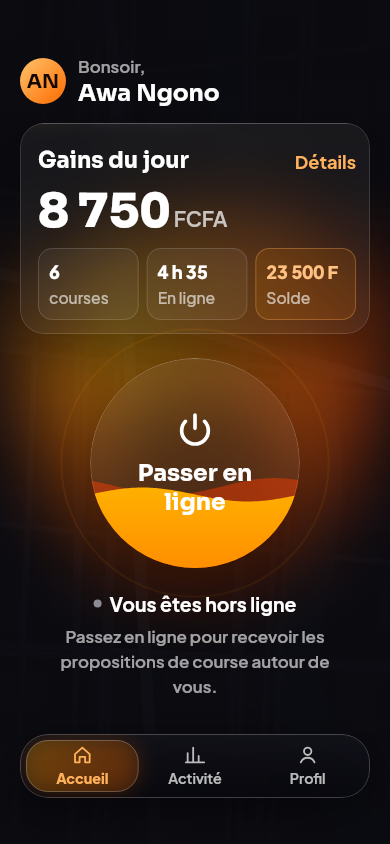 AN
Bonsoir,
Awa Ngono
Gains du jour
Détails
8 750 FCFA
6
courses
4 h 35
En ligne
23 500 F
Solde
Passer en
ligne
Vous êtes hors ligne
Passez en ligne pour recevoir les
propositions de course autour de
vous.
Accueil
Activité
Profil